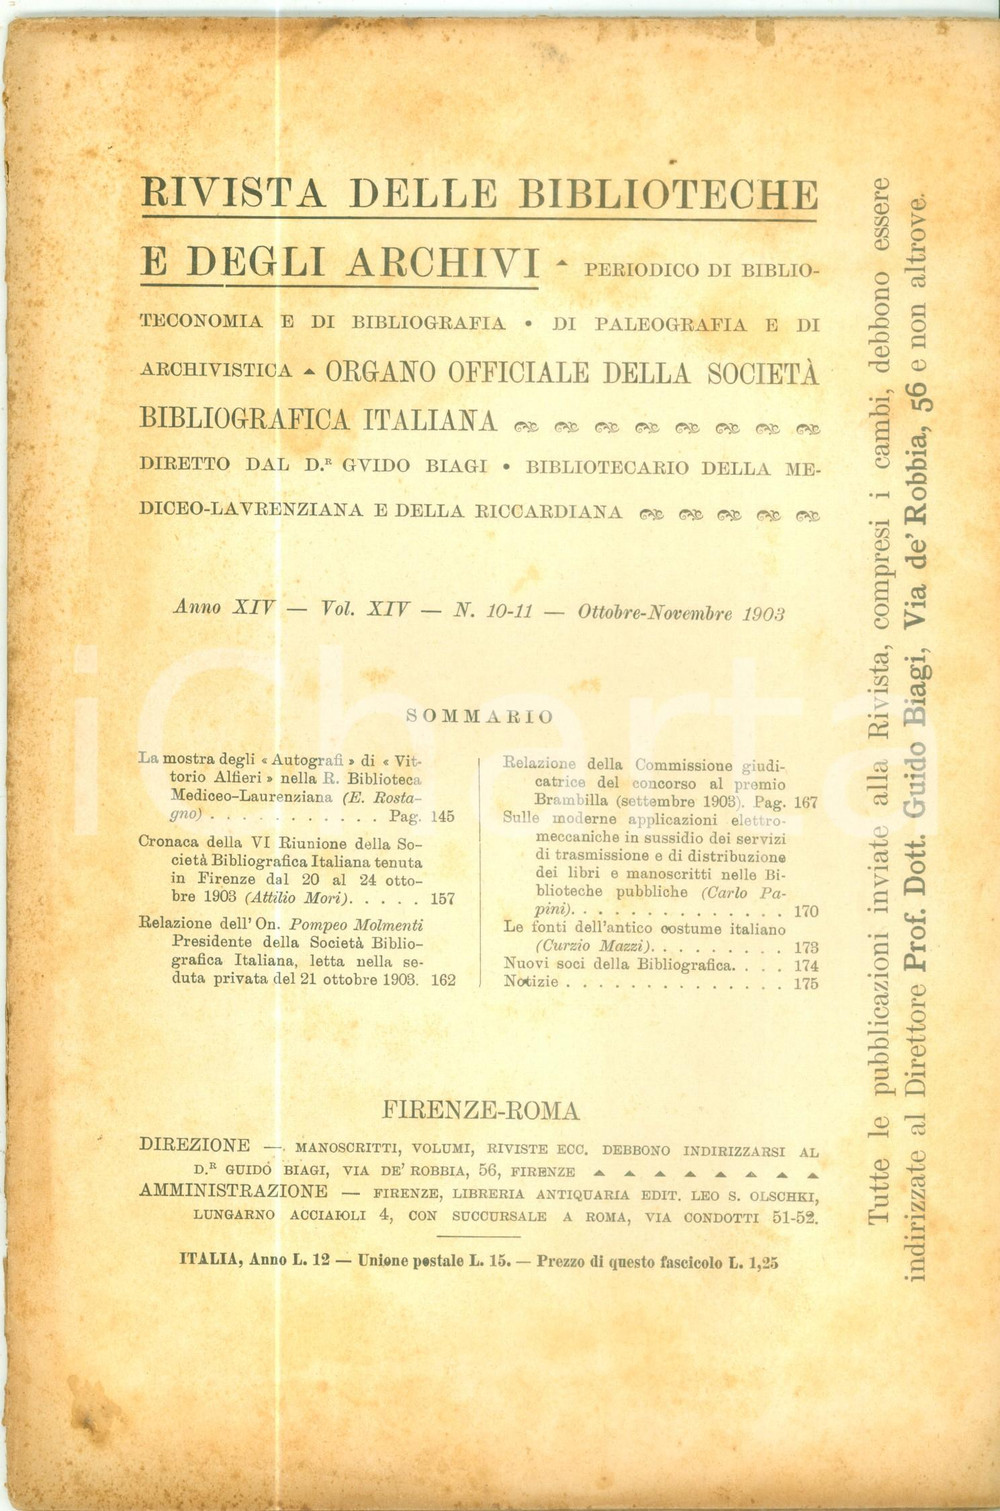 RIVISTA DELLE BIBLIOTECHE
E DEGLI ARCHIVI ▲ PERIODICO DI BIBLIO-
TECONOMIA E DI BIBLIOGRAFIA • DI PALEOGRAFIA E DI
ARCHIVISTICA ▲ ORGANO OFFICIALE DELLA SOCIETÀ
BIBLIOGRAFICA ITALIANA
DIRETTO DAL D.R GVIDO BIAGI • BIBLIOTECARIO DELLA ME-
DICEO-LAVRENZIANA E DELLA RICCARDIANA
Anno XIV — Vol. XIV — N. 10-11 — Ottobre-Novembre 1903
SOMMARIO
La mostra degli « Autografi » di « Vit-
torio Alfieri » nella R. Biblioteca
Mediceo-Laurenziana (E. Rosta-
gno) . . . . . . . . . . . Pag. 145
Cronaca della VI Riunione della So-
cietà Bibliografica Italiana tenuta
in Firenze dal 20 al 24 otto-
bre 1903 (Attilio Mori). . . . . 157
Relazione dell' On. Pompeo Molmenti
Presidente della Società Biblio-
grafica Italiana, letta nella se-
duta privata del 21 ottobre 1903. 162
Relazione della Commissione giudi-
catrice del concorso al premio
Brambilla (settembre 1903). Pag. 167
Sulle moderne applicazioni elettro-
meccaniche in sussidio dei servizi
di trasmissione e di distribuzione
dei libri e manoscritti nelle Bi-
blioteche pubbliche (Carlo Pa-
pini). . . . . . . . . . . . . . 170
Le fonti dell'antico costume italiano
(Curzio Mazzi). . . . . . . . . 173
Nuovi soci della Bibliografica. . . . 174
Notizie . . . . . . . . . . . . . . 175
FIRENZE-ROMA
DIREZIONE — MANOSCRITTI, VOLUMI, RIVISTE ECC. DEBBONO INDIRIZZARSI AL
D.R GUIDO BIAGI, VIA DE' ROBBIA, 56, FIRENZE ▲ ▲ ▲ ▲ ▲ ▲ ▲ ▲
AMMINISTRAZIONE — FIRENZE, LIBRERIA ANTIQUARIA EDIT. LEO S. OLSCHKI,
LUNGARNO ACCIAIOLI 4, CON SUCCURSALE A ROMA, VIA CONDOTTI 51-52.
ITALIA, Anno L. 12 — Unione postale L. 15. — Prezzo di questo fascicolo L. 1,25
Tutte le pubblicazioni inviate alla Rivista, compresi i cambi, debbono essere
indirizzate al Direttore Prof. Dott. Guido Biagi, Via de' Robbia, 56 e non altrove.
iCharta